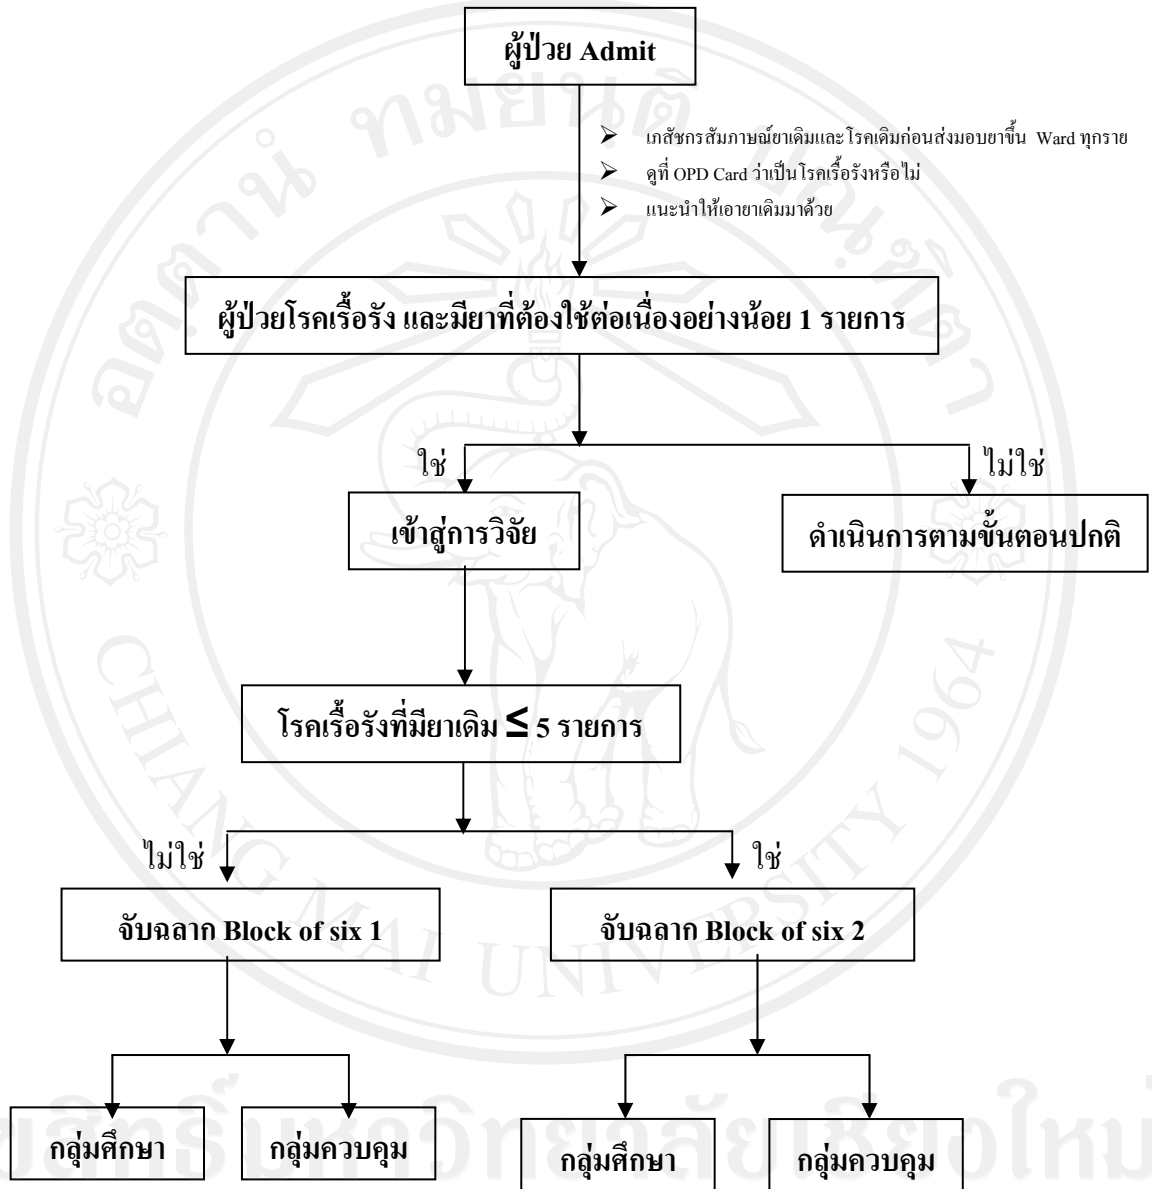 ผู้ป่วย Admit
➢ เภสัชกรสัมภาษณ์ยาเดิมและโรคเดิมก่อนส่งมอบยาขึ้น Ward ทุกราย
➢ ดูที่ OPD Card ว่าเป็นโรคเรื้อรังหรือไม่
➢ แนะนำให้เอายาเดิมมาด้วย
ผู้ป่วยโรคเรื้อรัง และมียาที่ต้องใช้ต่อเนื่องอย่างน้อย 1 รายการ
ใช่
ไม่ใช่
เข้าสู่การวิจัย
ดำเนินการตามขั้นตอนปกติ
โรคเรื้อรังที่มียาเดิม ≤ 5 รายการ
ไม่ใช่
ใช่
จับฉลาก Block of six 1
จับฉลาก Block of six 2
กลุ่มศึกษา
กลุ่มควบคุม
กลุ่มศึกษา
กลุ่มควบคุม
CHIANG MAI UNIVERSITY 1964